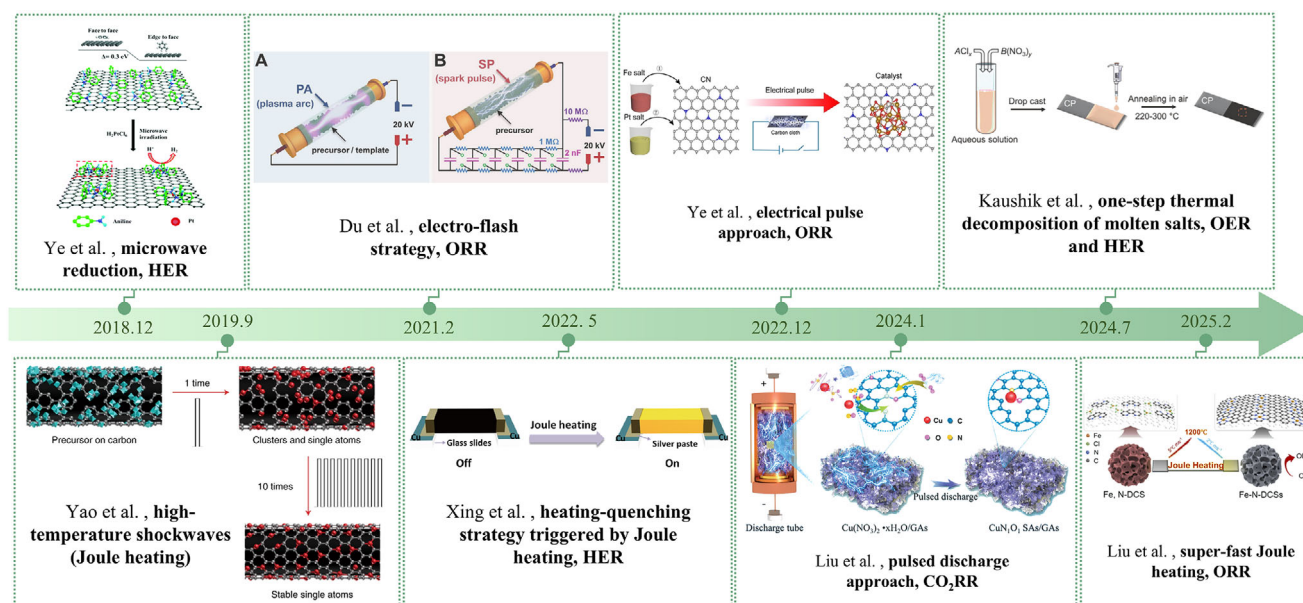 Face to face
Edge to face
Δ= 0.3 eV
H₂PtCl₆
Microwave
irradiation
H⁺
H₂
Aniline
Pt
Ye et al. , microwave
reduction, HER
A
PA
(plasma arc)
20 kV
precursor / template
B
SP
(spark pulse)
10 MΩ
precursor
1 MΩ
2 nF
20 kV
Du et al. , electro-flash
strategy, ORR
Fe salt
①
CN
Pt salt
②
Electrical pulse
Carbon cloth
Catalyst
Ye et al. , electrical pulse
approach, ORR
AClₓ
B(NO₃)ᵧ
Aqueous solution
Drop cast
CP
Annealing in air
220-300 °C
CP
Kaushik et al. , one-step thermal
decomposition of molten salts, OER
and HER
2018.12
2019.9
2021.2
2022. 5
2022.12
2024.1
2024.7
2025.2
Precursor on carbon
1 time
Clusters and single atoms
10 times
Stable single atoms
Yao et al. , high-
temperature shockwaves
(Joule heating)
Cu
Glass slides
Cu
Off
Joule heating
Cu
Silver paste
Cu
On
Xing et al. , heating-quenching
strategy triggered by Joule
heating, HER
+
-
Discharge tube
Cu
C
O
N
Pulsed discharge
Cu(NO₃)₂ •xH₂O/GAs
CuN₁O₁ SAs/GAs
Liu et al. , pulsed discharge
approach, CO₂RR
Fe
Cl
N
C
1200℃
Joule Heating
Fe, N-DCS
Fe-N-DCSs
Liu et al. , super-fast Joule
heating, ORR